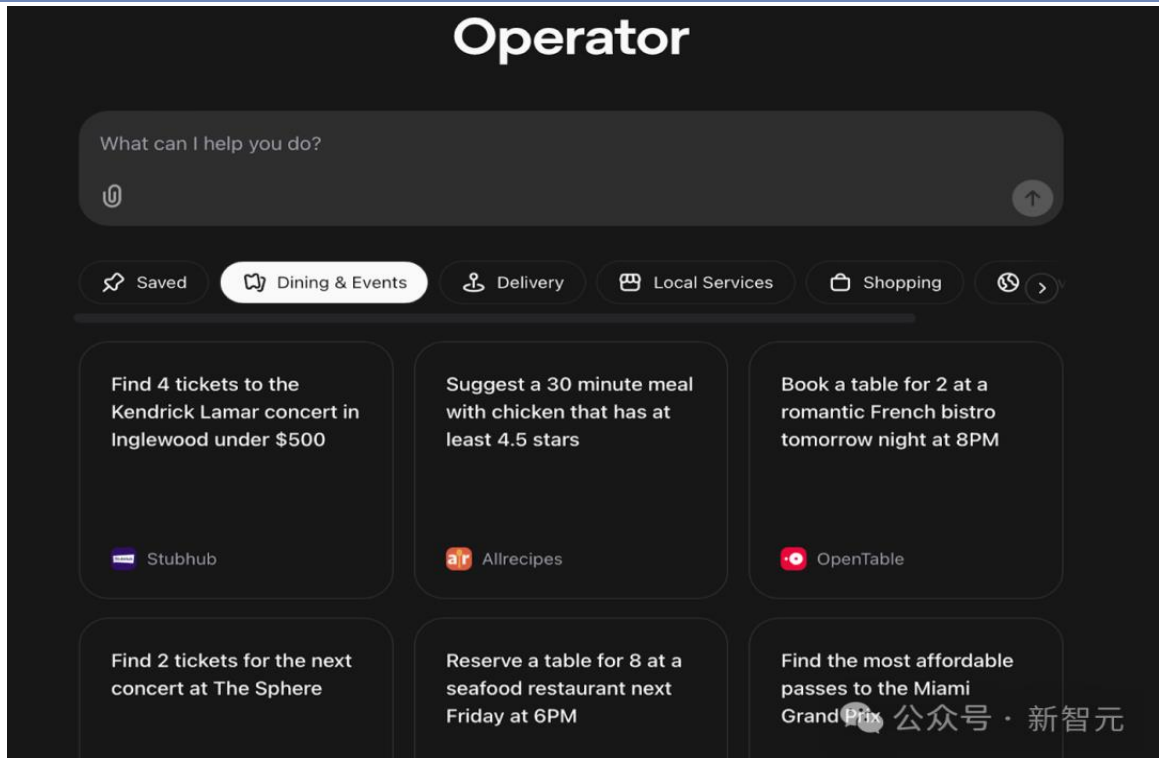 Operator
What can I help you do?
Saved
Dining & Events
Delivery
Local Services
Shopping
Find 4 tickets to the
Kendrick Lamar concert in
Inglewood under $500
Stubhub
Suggest a 30 minute meal
with chicken that has at
least 4.5 stars
Allrecipes
Book a table for 2 at a
romantic French bistro
tomorrow night at 8PM
OpenTable
Find 2 tickets for the next
concert at The Sphere
Reserve a table for 8 at a
seafood restaurant next
Friday at 6PM
Find the most affordable
passes to the Miami
Grand Prix
公众号 · 新智元